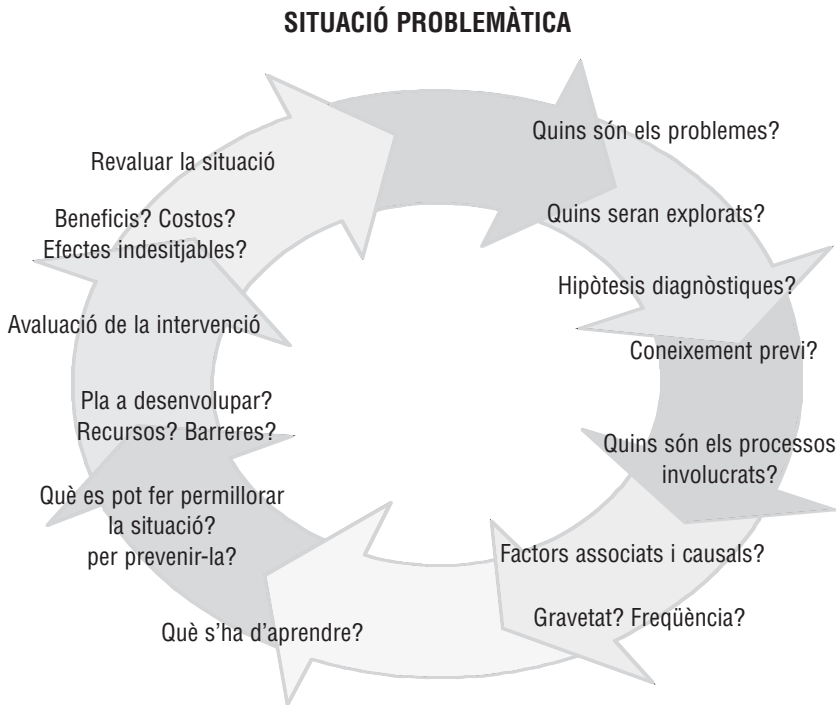 SITUACIÓ PROBLEMÀTICA
Quins són els problemes?
Quins seran explorats?
Hipòtesis diagnòstiques?
Coneixement previ?
Quins són els processos
involucrats?
Factors associats i causals?
Gravetat? Freqüència?
Què s’ha d’aprendre?
Què es pot fer permillorar
la situació?
per prevenir-la?
Pla a desenvolupar?
Recursos? Barreres?
Avaluació de la intervenció
Beneficis? Costos?
Efectes indesitjables?
Revaluar la situació